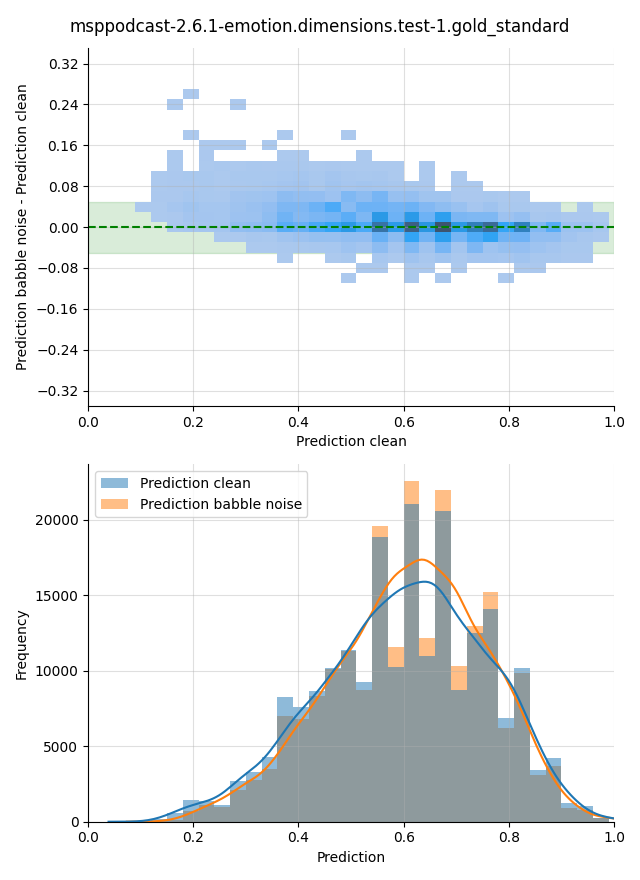 msppodcast-2.6.1-emotion.dimensions.test-1.gold_standard
Prediction babble noise - Prediction clean
0.32
0.24
0.16
0.08
0.00
−0.08
−0.16
−0.24
−0.32
0.0 0.2 0.4 0.6 0.8 1.0
Prediction clean
Prediction clean
Prediction babble noise
Frequency
20000
15000
10000
5000
0
0.0 0.2 0.4 0.6 0.8 1.0
Prediction